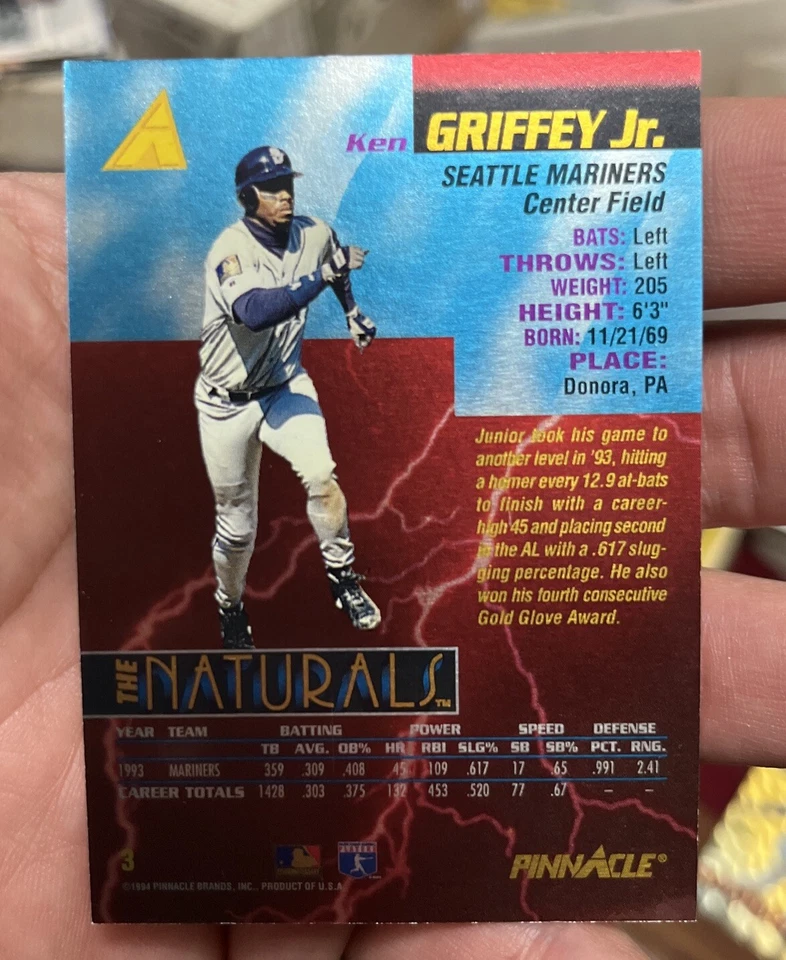 Ken GRIFFEY Jr.
SEATTLE MARINERS
Center Field
BATS: Left
THROWS: Left
WEIGHT: 205
HEIGHT: 6'3"
BORN: 11/21/69
PLACE:
Donora, PA
Junior took his game to
another level in '93, hitting
a homer every 12.9 at-bats
to finish with a career-
high 45 and placing second
in the AL with a .617 slug-
ging percentage. He also
won his fourth consecutive
Gold Glove Award.
THE NATURALS™
YEAR TEAM BATTING POWER SPEED DEFENSE
TB AVG. OB% HR RBI SLG% SB SB% PCT. RNG.
1993 MARINERS 359 .309 .408 45 109 .617 17 .65 .991 2.41
CAREER TOTALS 1428 .303 .375 132 453 .520 77 .67 – –
3
PLAYERS
PINNACLE®
©1994 PINNACLE BRANDS, INC., PRODUCT OF U.S.A.